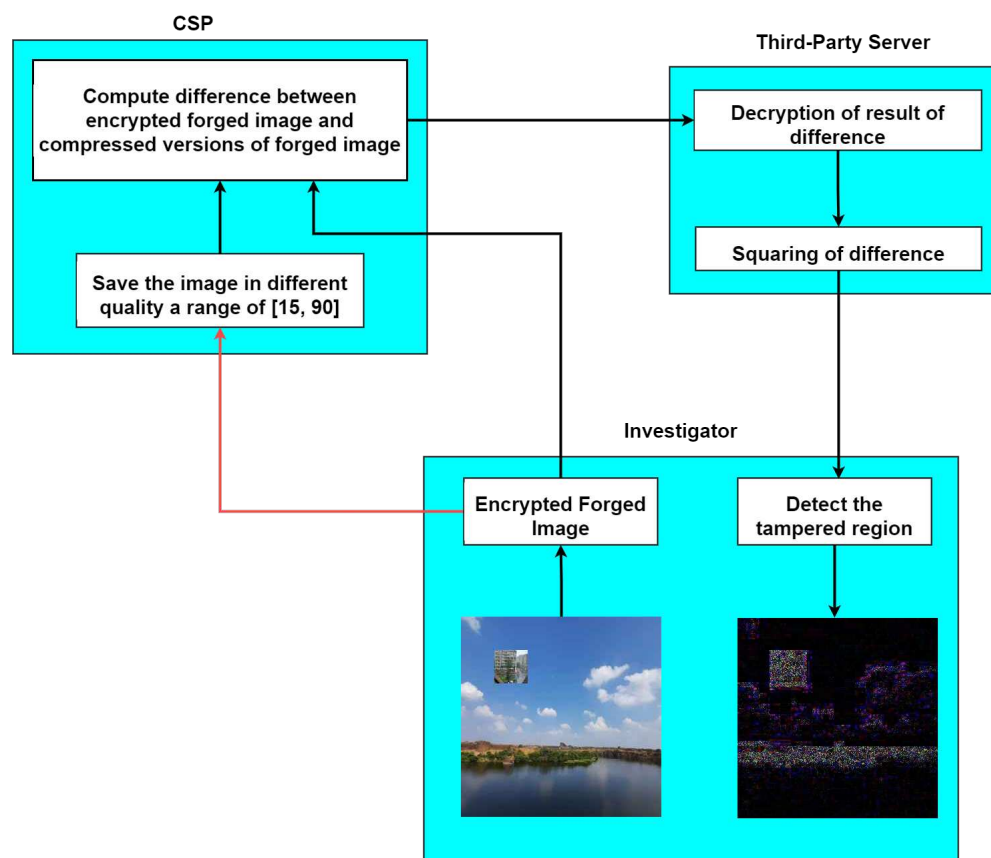 CSP
Compute difference between
encrypted forged image and
compressed versions of forged image
Save the image in different
quality a range of [15, 90]
Third-Party Server
Decryption of result of
difference
Squaring of difference
Investigator
Encrypted Forged
Image
Detect the
tampered region